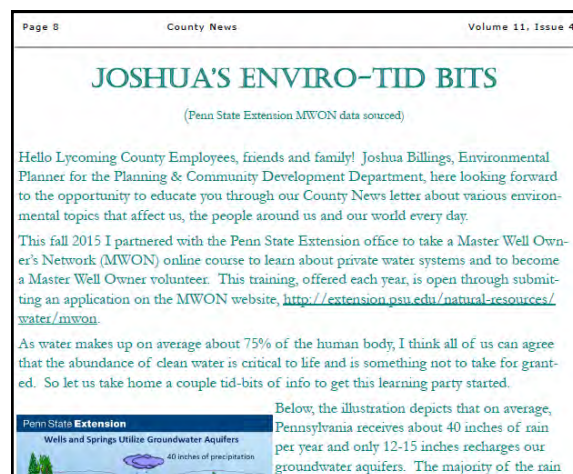 Page 8 County News Volume 11, Issue 4
JOSHUA'S ENVIRO-TID BITS
(Penn State Extension MWON data sourced)
Hello Lycoming County Employees, friends and family! Joshua Billings, Environmental
Planner for the Planning & Community Development Department, here looking forward
to the opportunity to educate you through our County News letter about various environ-
mental topics that affect us, the people around us and our world every day.
This fall 2015 I partnered with the Penn State Extension office to take a Master Well Own-
er's Network (MWON) online course to learn about private water systems and to become
a Master Well Owner volunteer. This training, offered each year, is open through submit-
ting an application on the MWON website, http://extension.psu.edu/natural-resources/
water/mwon.
As water makes up on average about 75% of the human body, I think all of us can agree
that the abundance of clean water is critical to life and is something not to take for grant-
ed. So let us take home a couple tid-bits of info to get this learning party started.
Below, the illustration depicts that on average,
Pennsylvania receives about 40 inches of rain
per year and only 12-15 inches recharges our
groundwater aquifers. The majority of the rain
Penn State Extension
Wells and Springs Utilize Groundwater Aquifers
40 inches of precipitation